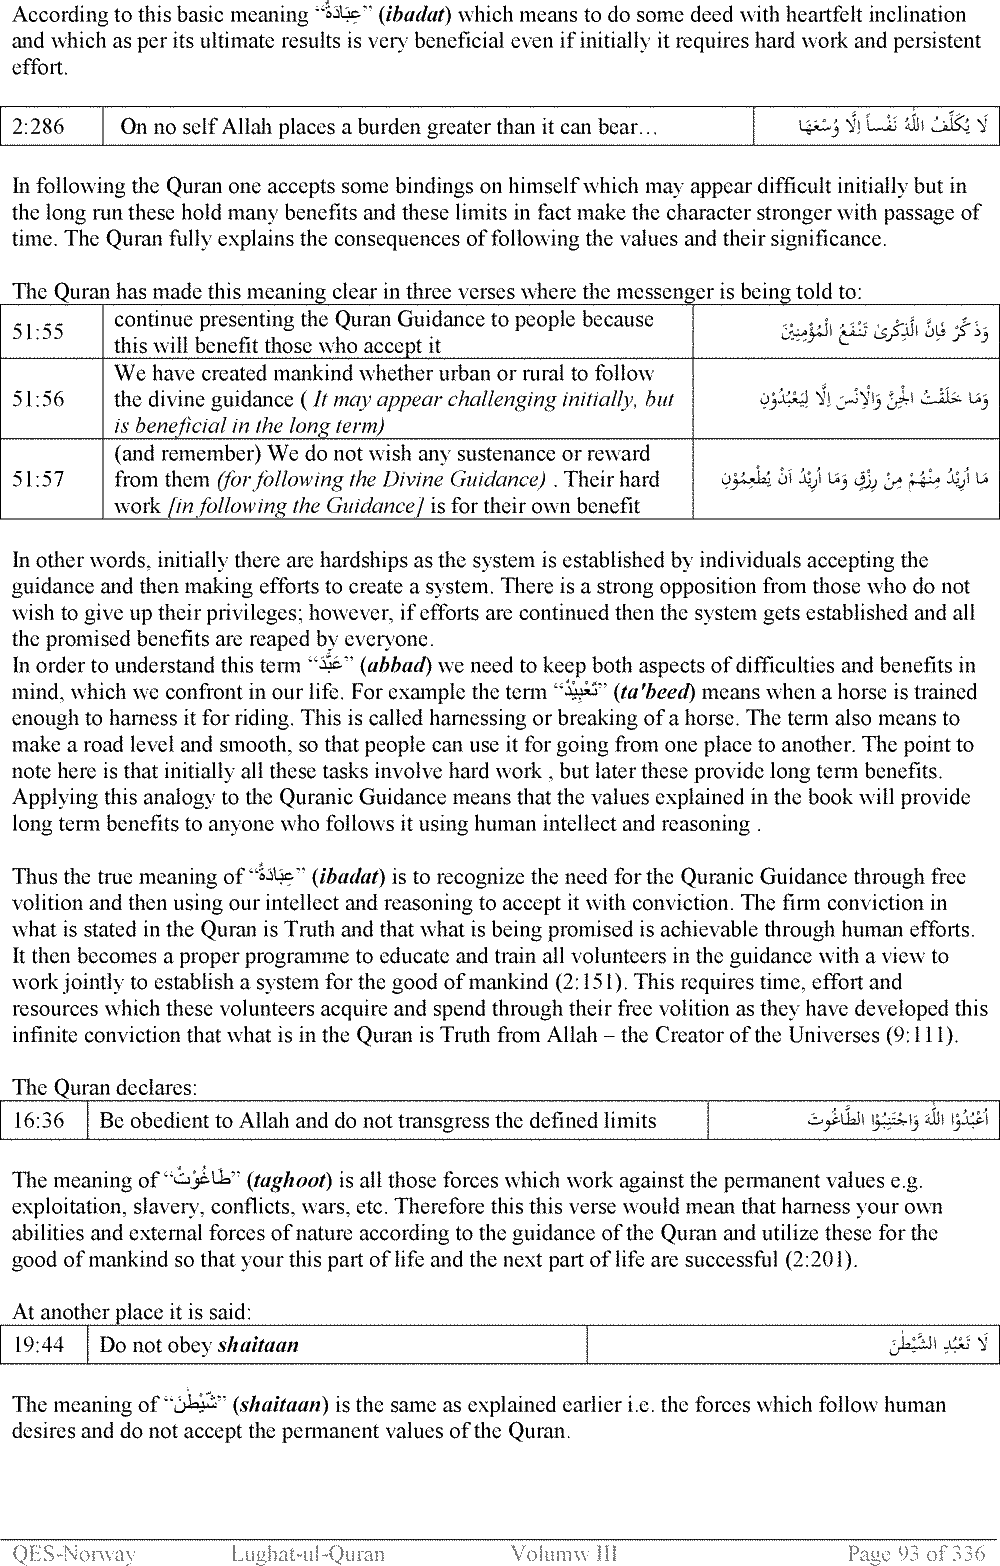 According to this basic meaning “عِبَادَةٌ” (ibadat) which means to do some deed with heartfelt inclination
and which as per its ultimate results is very beneficial even if initially it requires hard work and persistent
effort.
2:286 On no self Allah places a burden greater than it can bear… لَا يُكَلِّفُ اللّٰهُ نَفْساً اِلَّا وُسْعَهَا
In following the Quran one accepts some bindings on himself which may appear difficult initially but in
the long run these hold many benefits and these limits in fact make the character stronger with passage of
time. The Quran fully explains the consequences of following the values and their significance.
The Quran has made this meaning clear in three verses where the messenger is being told to:
51:55 continue presenting the Quran Guidance to people because
this will benefit those who accept it وَذَكِّرْ فَاِنَّ الَّذِكْرىٰ تَنْفَعُ الْمُؤْمِنِيْنَ
51:56 We have created mankind whether urban or rural to follow
the divine guidance ( It may appear challenging initially, but
is beneficial in the long term) وَمَا خَلَقْتُ الْجِنَّ وَالْاِنْسَ اِلَّا لِيَعْبُدُوْنِ
51:57 (and remember) We do not wish any sustenance or reward
from them (for following the Divine Guidance) . Their hard
work [in following the Guidance] is for their own benefit مَا اُرِيْدُ مِنْهُمْ مِنْ رِزْقٍ وَمَا اُرِيْدُ اَنْ يُطْعِمُوْنِ
In other words, initially there are hardships as the system is established by individuals accepting the
guidance and then making efforts to create a system. There is a strong opposition from those who do not
wish to give up their privileges; however, if efforts are continued then the system gets established and all
the promised benefits are reaped by everyone.
In order to understand this term “عَبَّدَ” (abbad) we need to keep both aspects of difficulties and benefits in
mind, which we confront in our life. For example the term “تَعْبِيْدٌ” (ta'beed) means when a horse is trained
enough to harness it for riding. This is called harnessing or breaking of a horse. The term also means to
make a road level and smooth, so that people can use it for going from one place to another. The point to
note here is that initially all these tasks involve hard work , but later these provide long term benefits.
Applying this analogy to the Quranic Guidance means that the values explained in the book will provide
long term benefits to anyone who follows it using human intellect and reasoning .
Thus the true meaning of “عِبَادَةٌ” (ibadat) is to recognize the need for the Quranic Guidance through free
volition and then using our intellect and reasoning to accept it with conviction. The firm conviction in
what is stated in the Quran is Truth and that what is being promised is achievable through human efforts.
It then becomes a proper programme to educate and train all volunteers in the guidance with a view to
work jointly to establish a system for the good of mankind (2:151). This requires time, effort and
resources which these volunteers acquire and spend through their free volition as they have developed this
infinite conviction that what is in the Quran is Truth from Allah – the Creator of the Universes (9:111).
The Quran declares:
16:36 Be obedient to Allah and do not transgress the defined limits اُعْبُدُوْا اللّٰهَ وَاجْتَنِبُوْا الطَّاغُوتَ
The meaning of “طَاغُوْتٌ” (taghoot) is all those forces which work against the permanent values e.g.
exploitation, slavery, conflicts, wars, etc. Therefore this this verse would mean that harness your own
abilities and external forces of nature according to the guidance of the Quran and utilize these for the
good of mankind so that your this part of life and the next part of life are successful (2:201).
At another place it is said:
19:44 Do not obey shaitaan لَا تَعْبُدِ الشَّيْطٰنَ
The meaning of “شَّيْطٰنَ” (shaitaan) is the same as explained earlier i.e. the forces which follow human
desires and do not accept the permanent values of the Quran.
QES-Norway Lughat-ul-Quran Volumw III Page 93 of 336